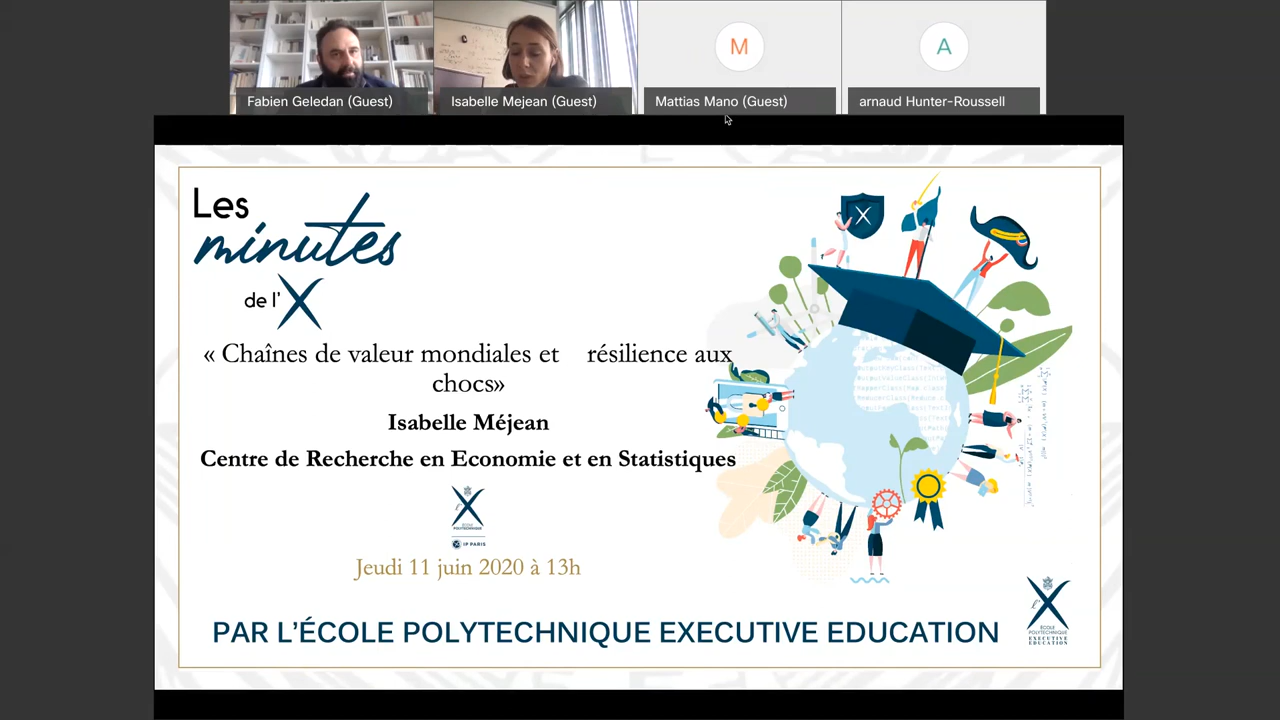 Fabien Geledan (Guest)
Isabelle Mejean (Guest)
M
Mattias Mano (Guest)
A
arnaud Hunter-Roussell
Les
minutes
de l'X
« Chaînes de valeur mondiales et résilience aux
chocs»
Isabelle Méjean
Centre de Recherche en Economie et en Statistiques
ÉCOLE
POLYTECHNIQUE
IP PARIS
Jeudi 11 juin 2020 à 13h
PAR L'ÉCOLE POLYTECHNIQUE EXECUTIVE EDUCATION
L'X
ÉCOLE
POLYTECHNIQUE
EXECUTIVE
EDUCATION